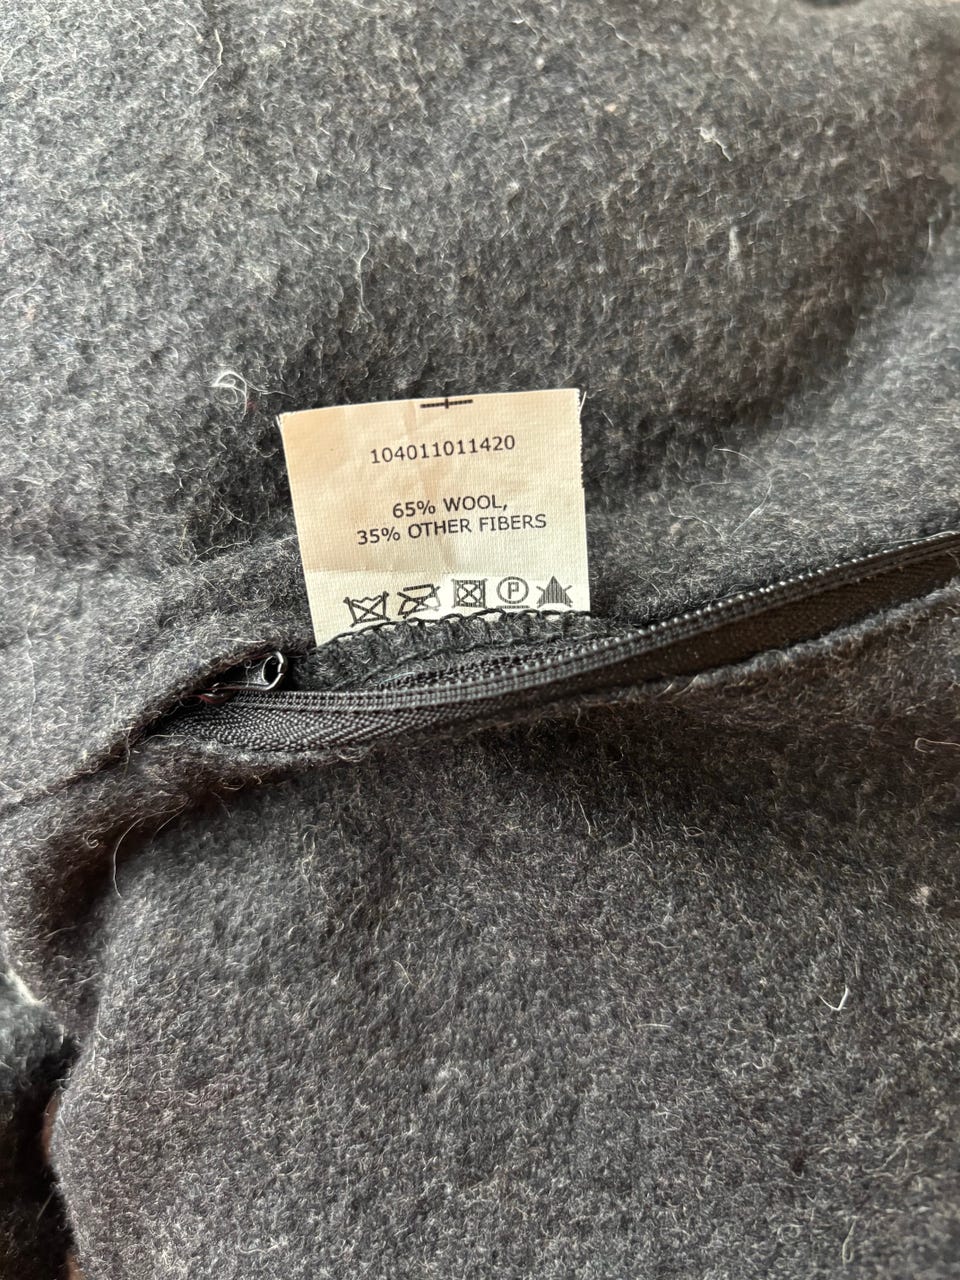 104011011420
65% WOOL,
35% OTHER FIBERS
P